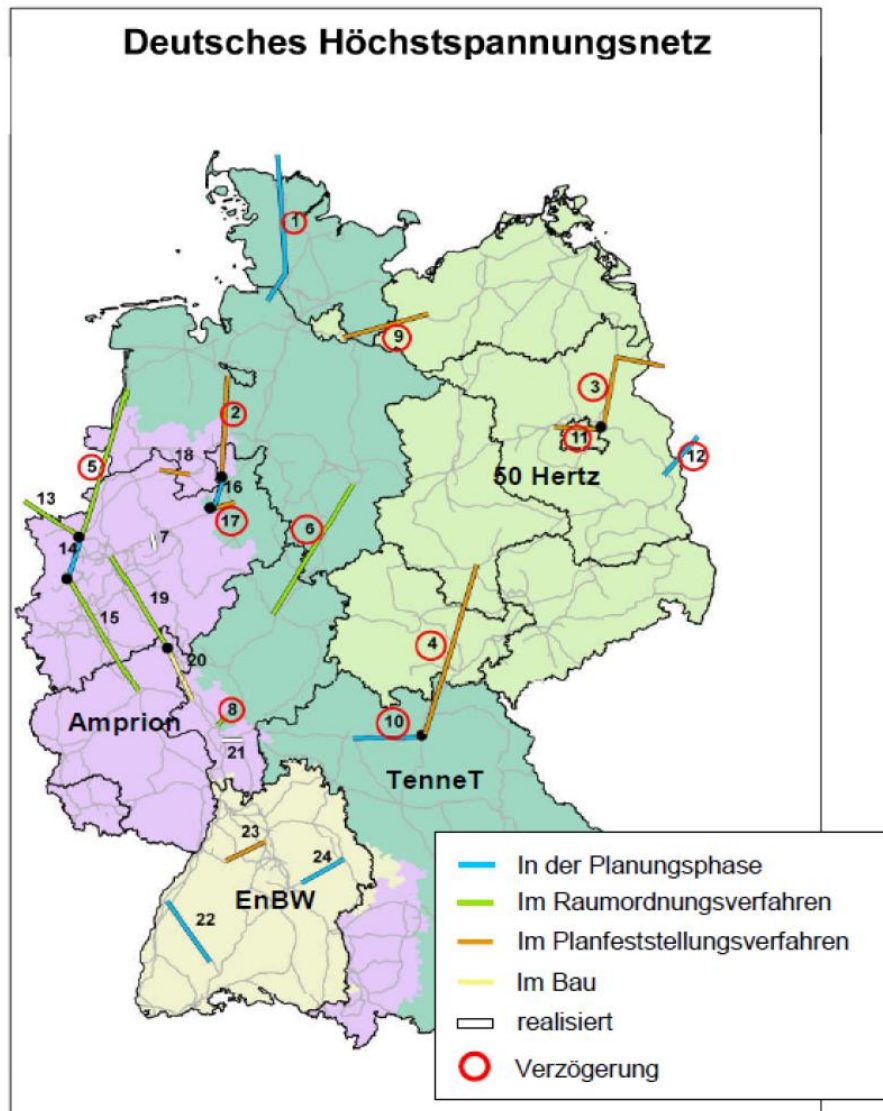 Deutsches Höchstspannungsnetz
1
9
3
2
11
12
5
18
50 Hertz
16
13
17
6
7
14
19
15
4
20
8
Amprion
10
21
TenneT
23
24
EnBW
22
In der Planungsphase
Im Raumordnungsverfahren
Im Planfeststellungsverfahren
Im Bau
realisiert
Verzögerung